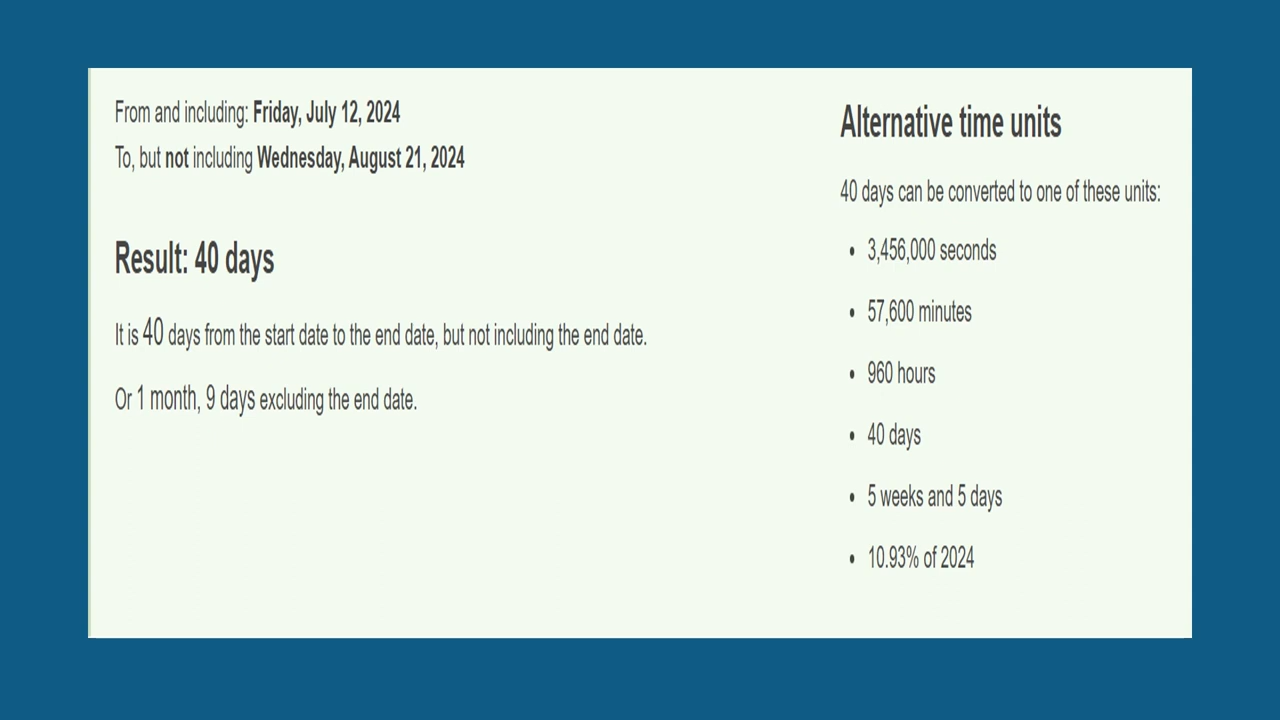 From and including: Friday, July 12, 2024
To, but not including Wednesday, August 21, 2024
Result: 40 days
It is 40 days from the start date to the end date, but not including the end date.
Or 1 month, 9 days excluding the end date.
Alternative time units
40 days can be converted to one of these units:
• 3,456,000 seconds
• 57,600 minutes
• 960 hours
• 40 days
• 5 weeks and 5 days
• 10.93% of 2024